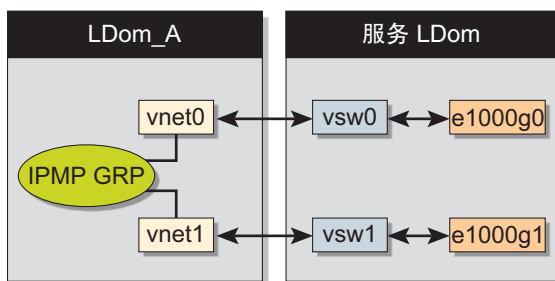 LDom_A
服务 LDom
vnet0
vsw0
e1000g0
IPMP GRP
vnet1
vsw1
e1000g1